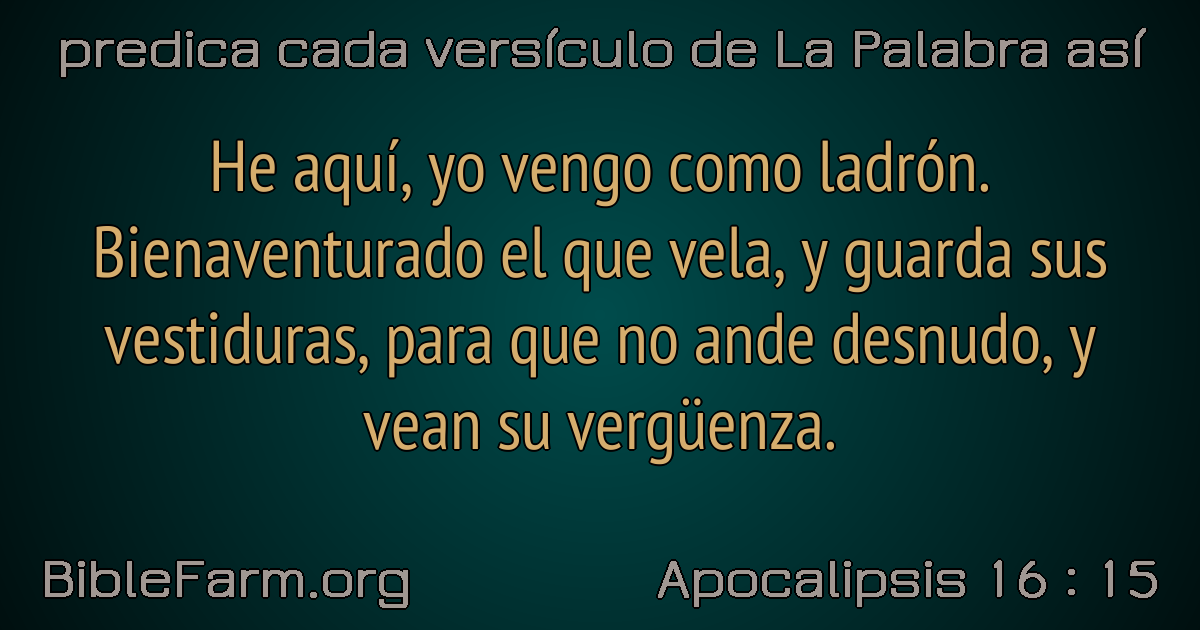 predica cada versículo de La Palabra así
He aquí, yo vengo como ladrón.
Bienaventurado el que vela, y guarda sus
vestiduras, para que no ande desnudo, y
vean su vergüenza.
BibleFarm.org
Apocalipsis 16 : 15